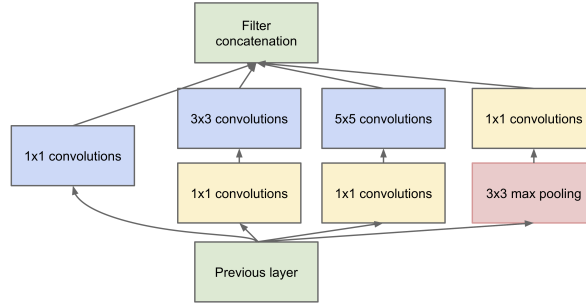 Filter
concatenation
3x3 convolutions
5x5 convolutions
1x1 convolutions
1x1 convolutions
1x1 convolutions
1x1 convolutions
3x3 max pooling
Previous layer